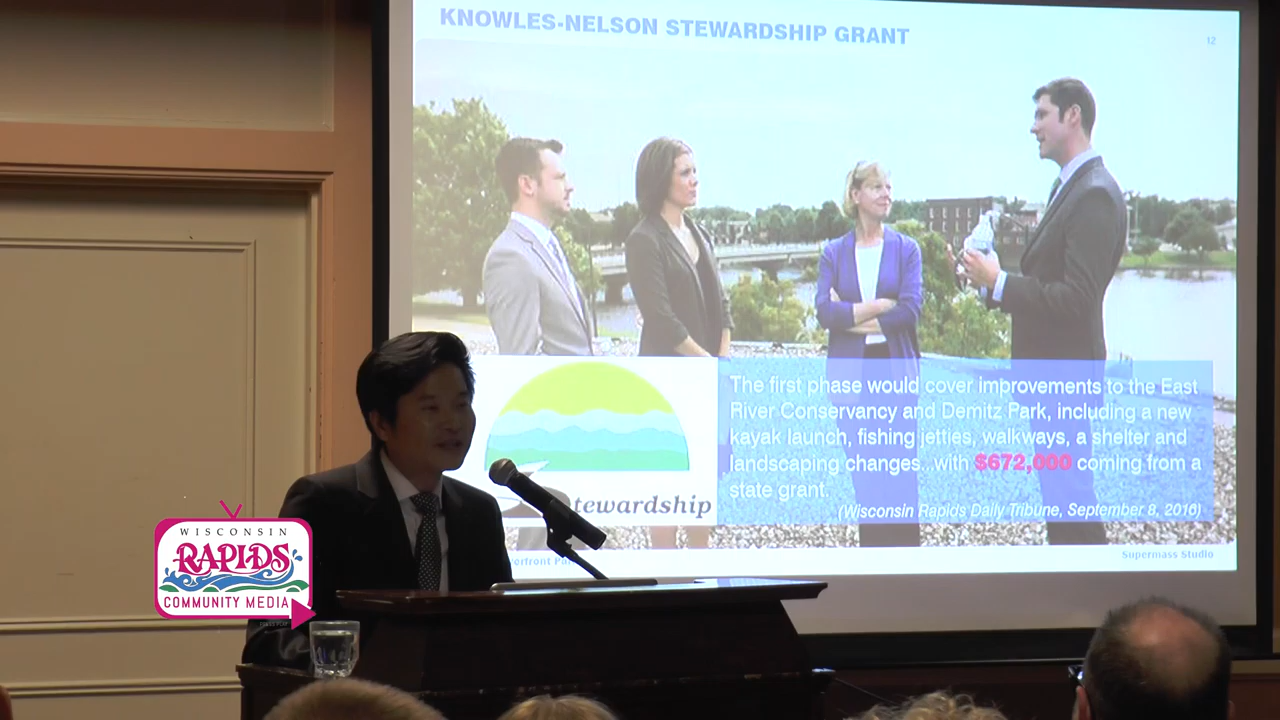 KNOWLES-NELSON STEWARDSHIP GRANT
12
The first phase would cover improvements to the East
River Conservancy and Demitz Park, including a new
kayak launch, fishing jetties, walkways, a shelter and
landscaping changes...with $672,000 coming from a
state grant.
(Wisconsin Rapids Daily Tribune, September 8, 2016)
tewardship
Supermass Studio
WISCONSIN
RAPIDS
COMMUNITY MEDIA